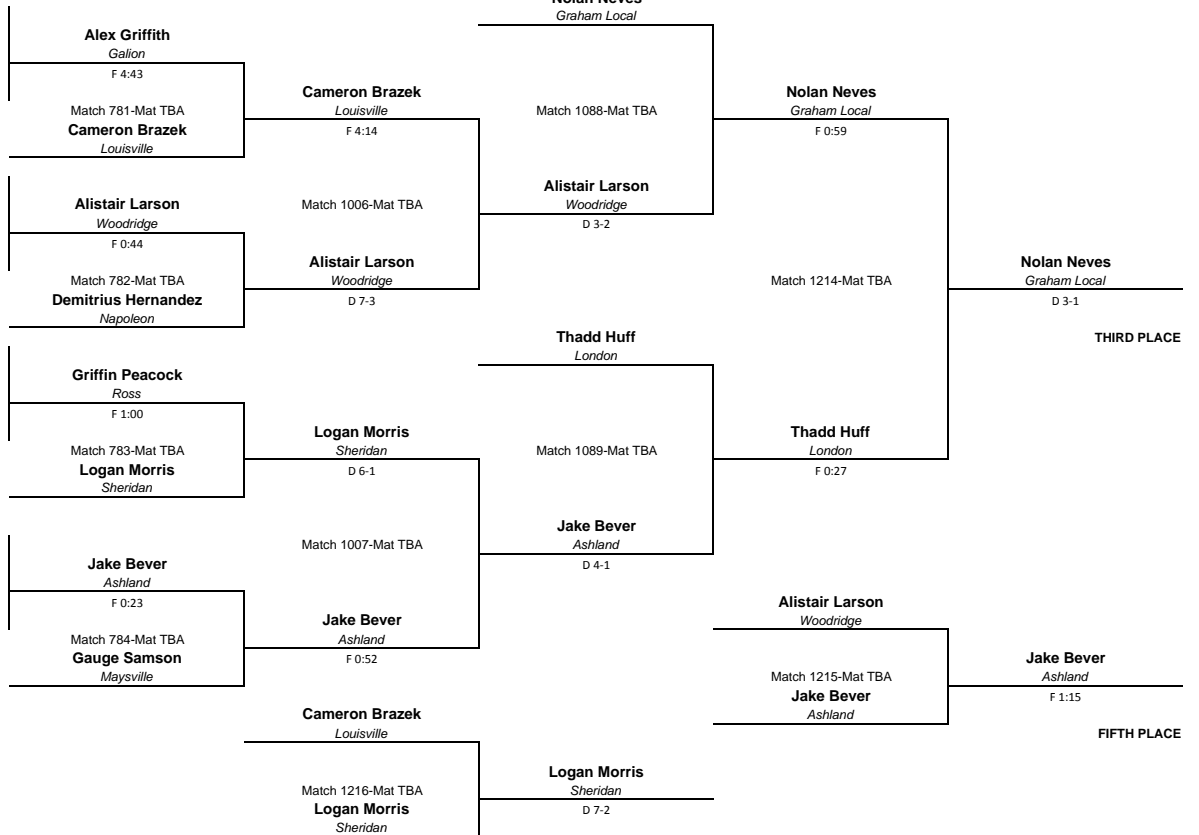 Nolan Neves
Graham Local
Alex Griffith
Galion
F 4:43
Match 781-Mat TBA
Cameron Brazek
Louisville
Cameron Brazek
Louisville
F 4:14
Match 1088-Mat TBA
Nolan Neves
Graham Local
F 0:59
Alistair Larson
Woodridge
F 0:44
Match 782-Mat TBA
Demitrius Hernandez
Napoleon
Match 1006-Mat TBA
Alistair Larson
Woodridge
D 7-3
Alistair Larson
Woodridge
D 3-2
Match 1214-Mat TBA
Nolan Neves
Graham Local
D 3-1
THIRD PLACE
Griffin Peacock
Ross
F 1:00
Match 783-Mat TBA
Logan Morris
Sheridan
Logan Morris
Sheridan
D 6-1
Thadd Huff
London
Match 1089-Mat TBA
Thadd Huff
London
F 0:27
Jake Bever
Ashland
F 0:23
Match 784-Mat TBA
Gauge Samson
Maysville
Match 1007-Mat TBA
Jake Bever
Ashland
F 0:52
Jake Bever
Ashland
D 4-1
Alistair Larson
Woodridge
Match 1215-Mat TBA
Jake Bever
Ashland
Jake Bever
Ashland
F 1:15
FIFTH PLACE
Cameron Brazek
Louisville
Match 1216-Mat TBA
Logan Morris
Sheridan
Logan Morris
Sheridan
D 7-2